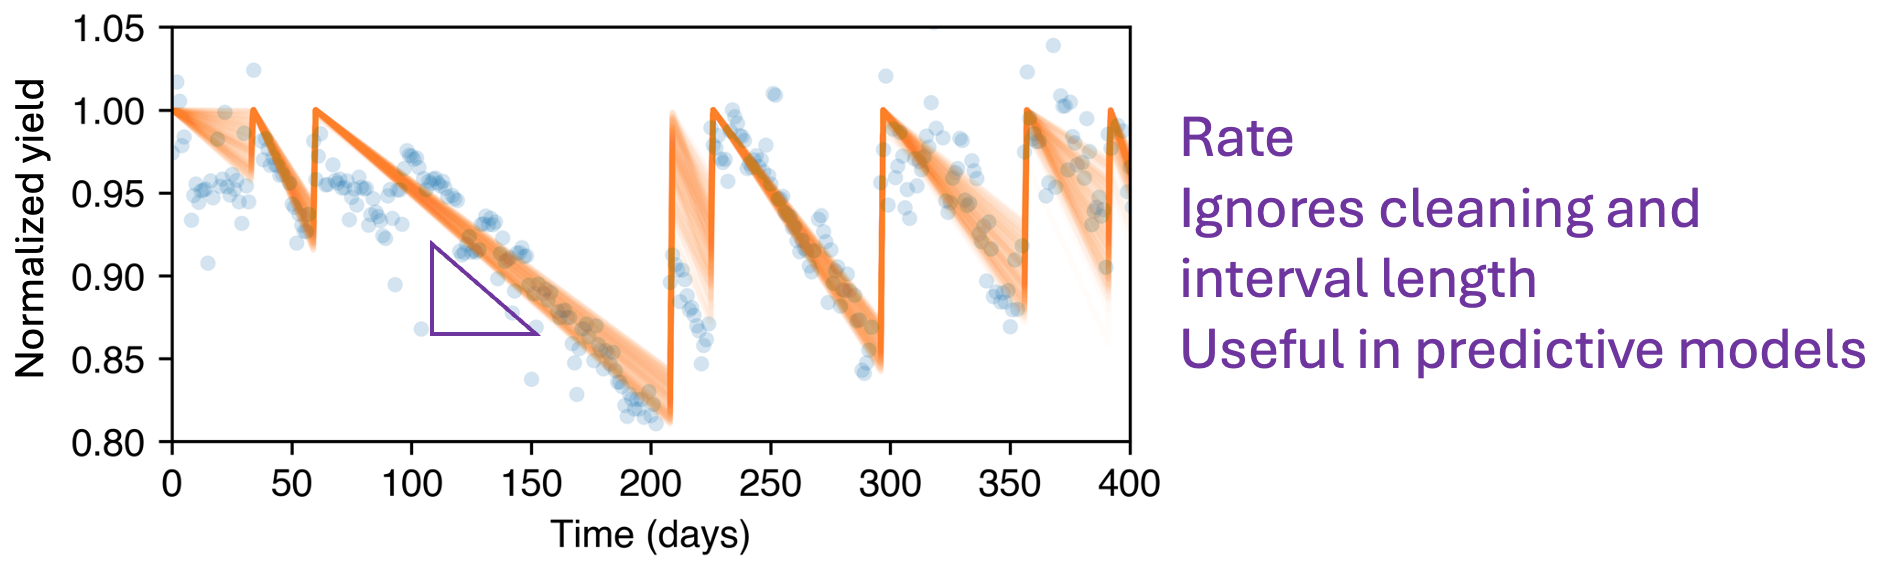 1.05
1.00
0.95
0.90
0.85
0.80
Normalized yield
0 50 100 150 200 250 300 350 400
Time (days)
Rate
Ignores cleaning and
interval length
Useful in predictive models